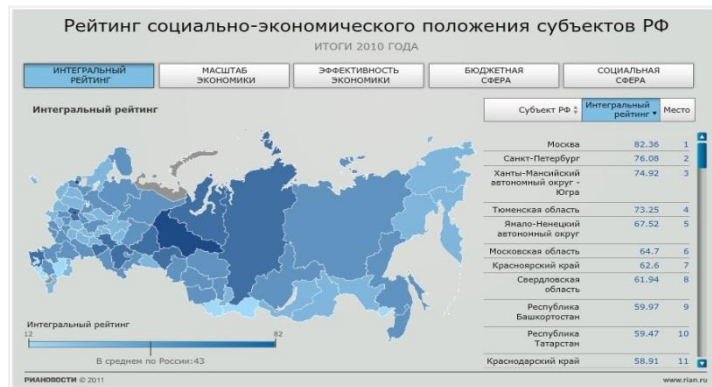 Рейтинг социально-экономического положения субъектов РФ
ИТОГИ 2010 ГОДА
ИНТЕГРАЛЬНЫЙ
РЕЙТИНГ
МАСШТАБ
ЭКОНОМИКИ
ЭФФЕКТИВНОСТЬ
ЭКОНОМИКИ
БЮДЖЕТНАЯ
СФЕРА
СОЦИАЛЬНАЯ
СФЕРА
Интегральный рейтинг
Субъект РФ Интегральный рейтинг Место
Москва 82.36 1
Санкт-Петербург 76.08 2
Ханты-Мансийский 74.92 3
автономный округ -
Югра
Тюменская область 73.25 4
Ямало-Ненецкий 67.52 5
автономный округ
Московская область 64.7 6
Красноярский край 62.6 7
Свердловская 61.94 8
область
Республика 59.97 9
Башкортостан
Республика 59.47 10
Татарстан
Краснодарский край 58.91 11
Интегральный рейтинг
12 82
В среднем по России:43
РИАНОВОСТИ © 2011 www.rian.ru